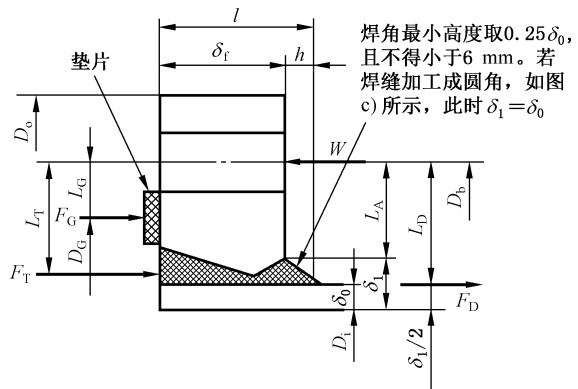 l
δf
h
焊角最小高度取0.25δ0,
且不得小于6 mm。若
焊缝加工成圆角，如图
c)所示，此时δ1=δ0
垫片
Do
W
LG
LT
FG
DG
FT
LA
LD
Db
δ0
δ1
FD
Di
δ1/2